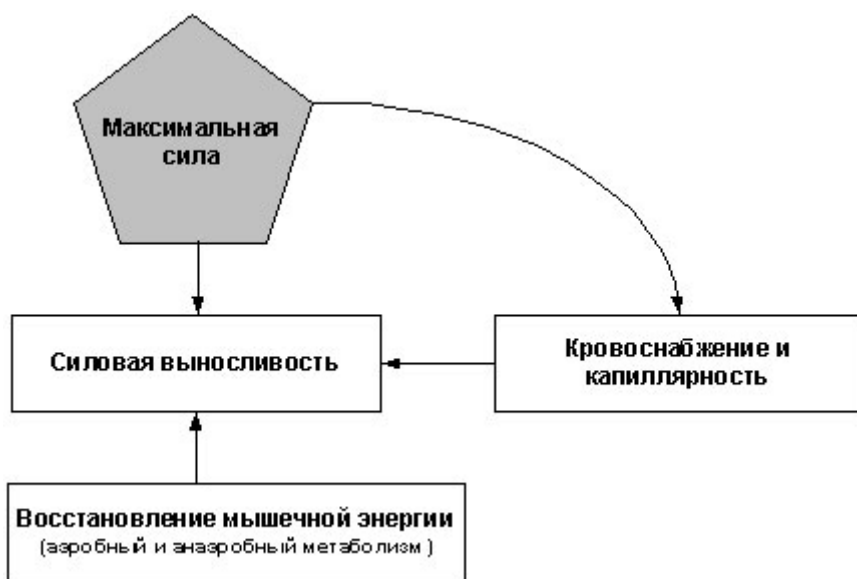 Максимальная
сила
Силовая выносливость
Кровоснабжение и
капиллярность
Восстановление мышечной энергии
(аэробный и анаэробный метаболизм)